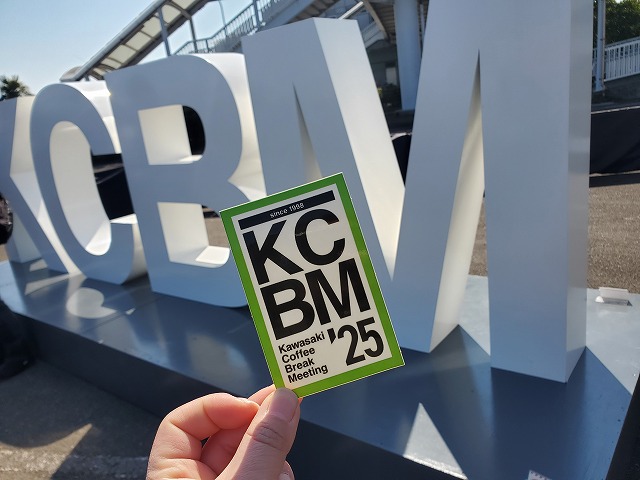 KCBM
since 1998
KC
BM
Kawasaki
Coffee
Break
Meeting
'25